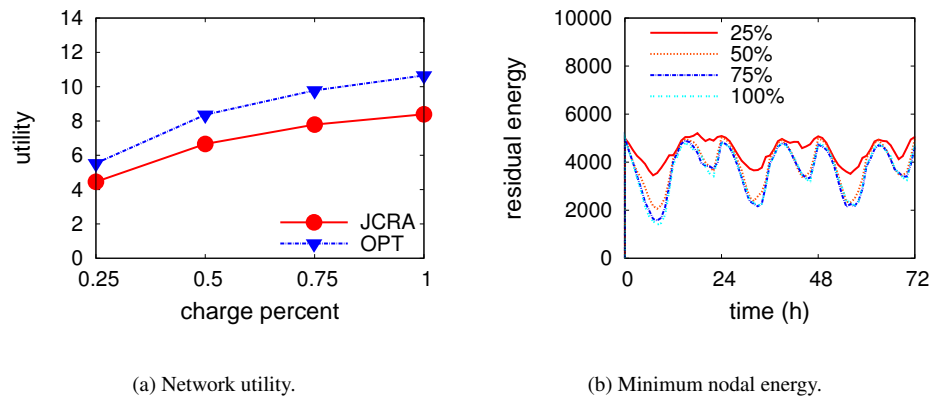 14
12
10
8
6
4
2
0
utility
JCRA
OPT
0.25 0.5 0.75 1
charge percent
(a) Network utility.
10000
8000
6000
4000
2000
0
residual energy
25%
50%
75%
100%
0 24 48 72
time (h)
(b) Minimum nodal energy.